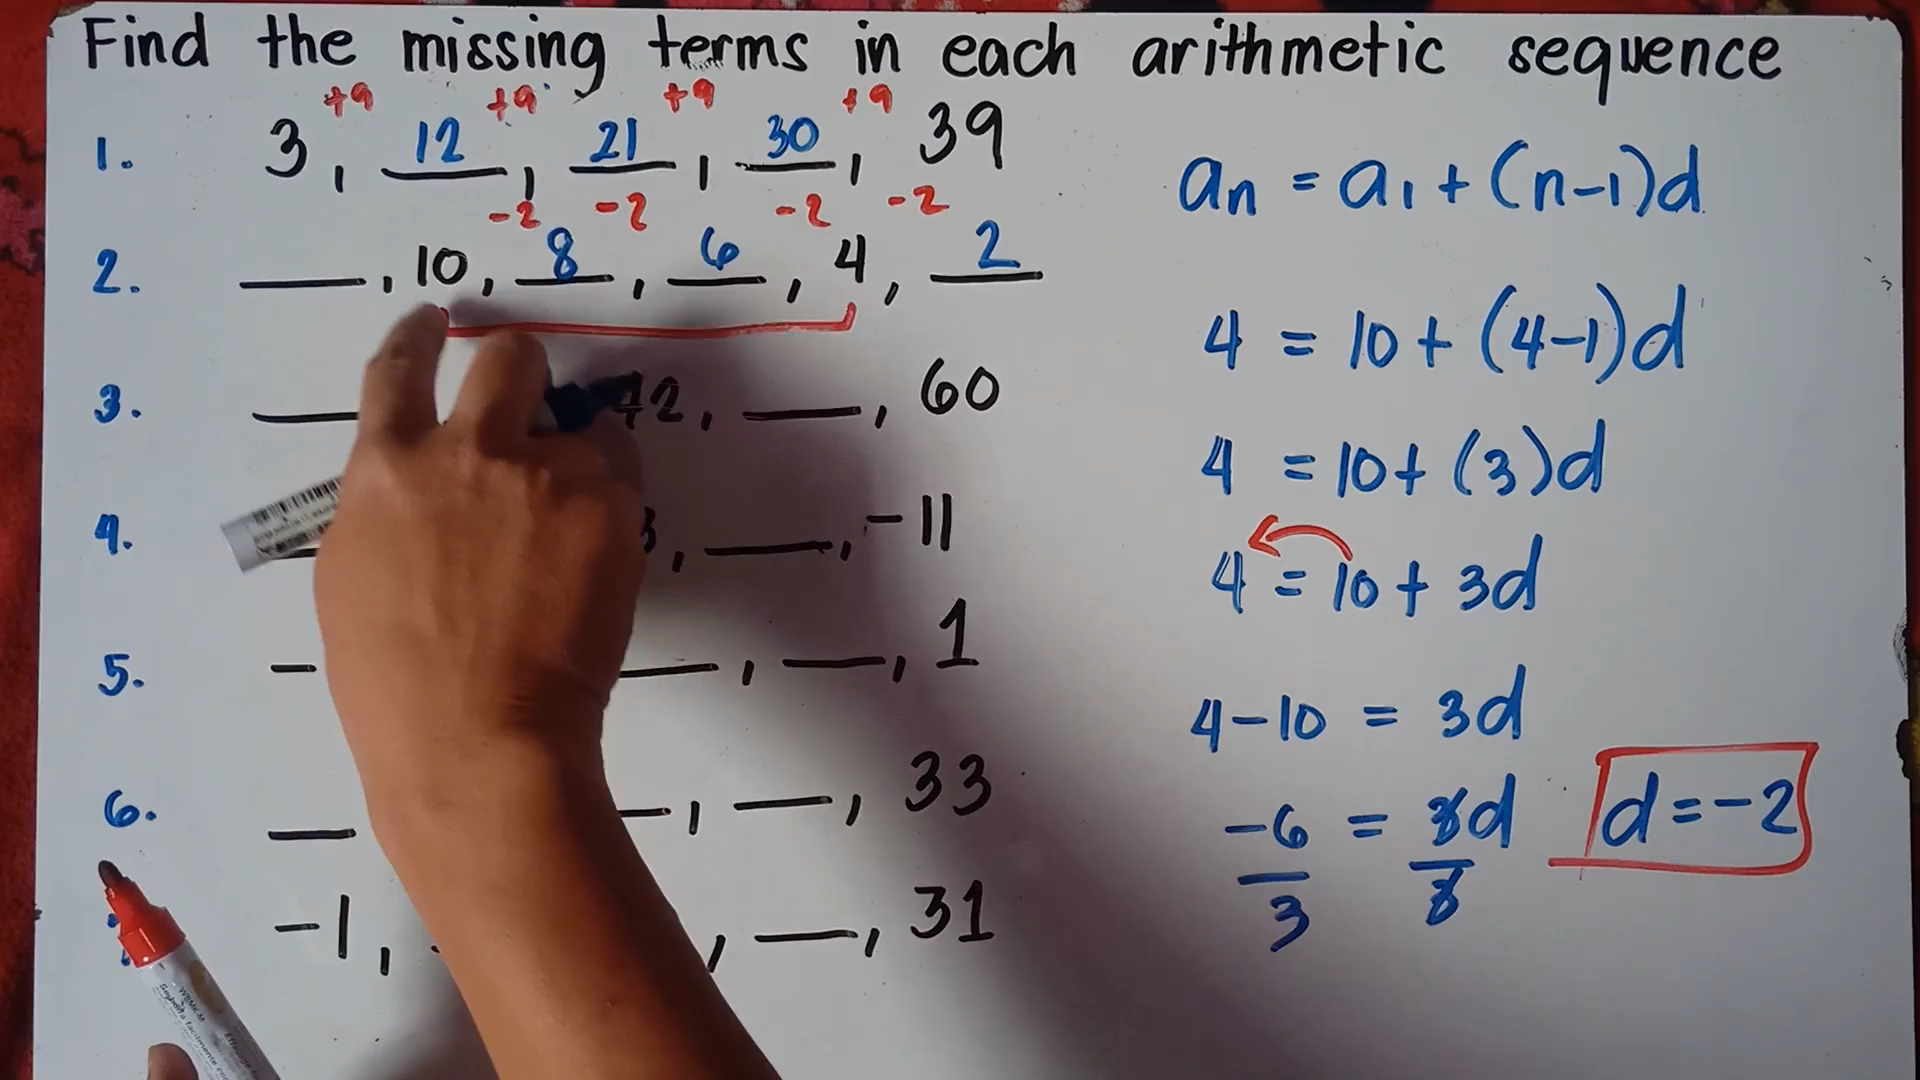 Find the missing terms in each arithmetic sequence
+9 +9 +9 +9
1. 3, 12, 21, 30, 39
-2 -2 -2 -2
2. ___, 10, 8, 6, 4, 2
3. ___ 42, ___, 60
4. 3, ___, -11
5. ___, ___, 1
6. ___ ___, ___, 33
-1, ___, ___, 31
an = a1 + (n-1)d
4 = 10 + (4-1)d
4 = 10 + (3)d
4 = 10 + 3d
4-10 = 3d
-6 = 3d
3 3
d = -2
WBMK-M